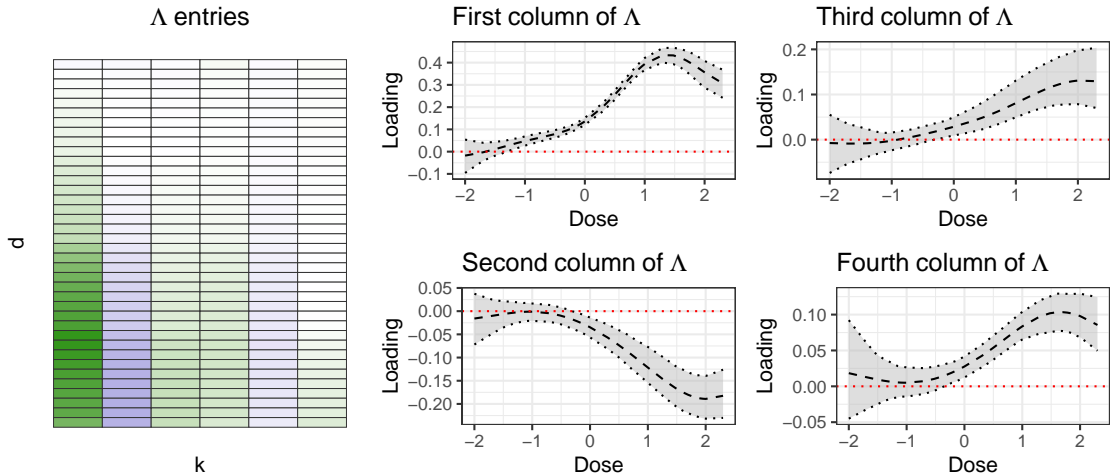 Λ entries
d
k
First column of Λ
Loading
0.4
0.3
0.2
0.1
0.0
−0.1
−2 −1 0 1 2
Dose
Third column of Λ
Loading
0.2
0.1
0.0
−2 −1 0 1 2
Dose
Second column of Λ
Loading
0.05
0.00
−0.05
−0.10
−0.15
−0.20
−2 −1 0 1 2
Dose
Fourth column of Λ
Loading
0.10
0.05
0.00
−0.05
−2 −1 0 1 2
Dose